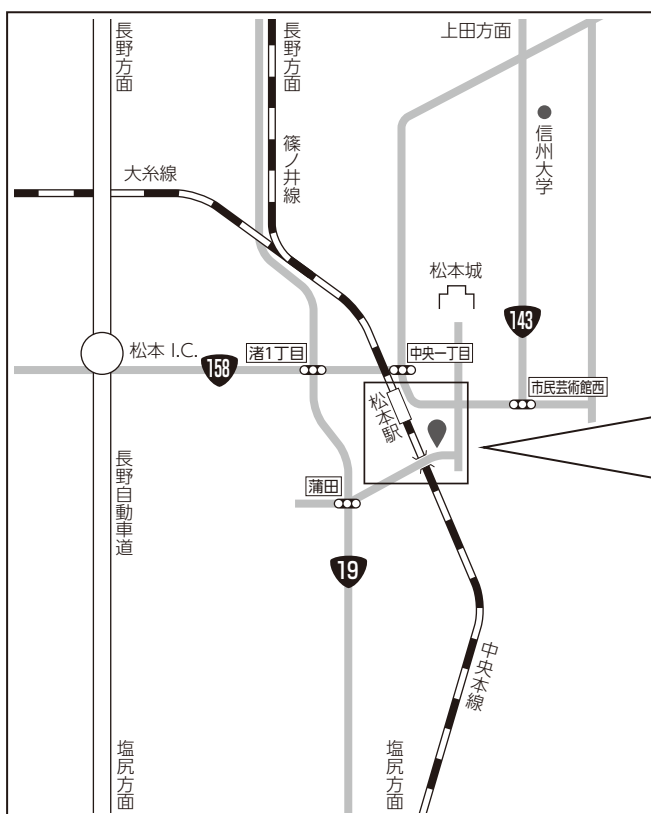 長野方面
長野方面
上田方面
篠ノ井線
信州大学
大糸線
松本城
143
松本 I.C.
158
渚1丁目
中央一丁目
市民芸術館西
松本駅
長野自動車道
蒲田
19
中央本線
塩尻方面
塩尻方面